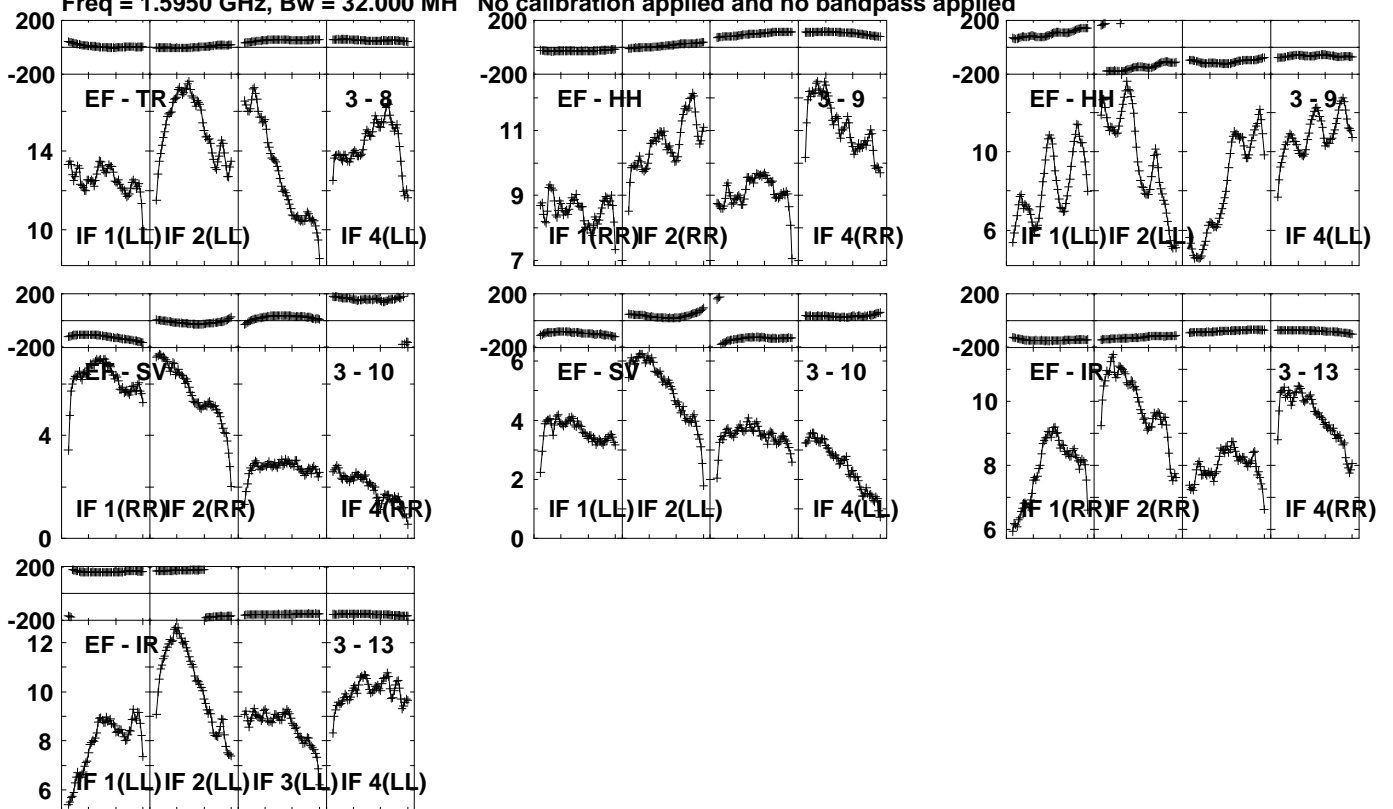 Freq = 1.5950 GHz, Bw = 32.000 MH No calibration applied and no bandpass applied
200
-200
EF - TR
3 - 8
14
10
IF 1(LL) IF 2(LL) IF 4(LL)
200
-200
EF - HH
3 - 9
11
9
7
IF 1(RR) IF 2(RR) IF 4(RR)
200
-200
EF - HH
3 - 9
10
6
IF 1(LL) IF 2(LL) IF 4(LL)
200
-200
EF - SV
3 - 10
4
0
IF 1(RR) IF 2(RR) IF 4(RR)
200
-200
EF - SV
3 - 10
6
4
2
0
IF 1(LL) IF 2(LL) IF 4(LL)
200
-200
EF - IR
3 - 13
10
8
6
IF 1(RR) IF 2(RR) IF 4(RR)
200
-200
EF - IR
3 - 13
12
10
8
6
IF 1(LL) IF 2(LL) IF 3(LL) IF 4(LL)